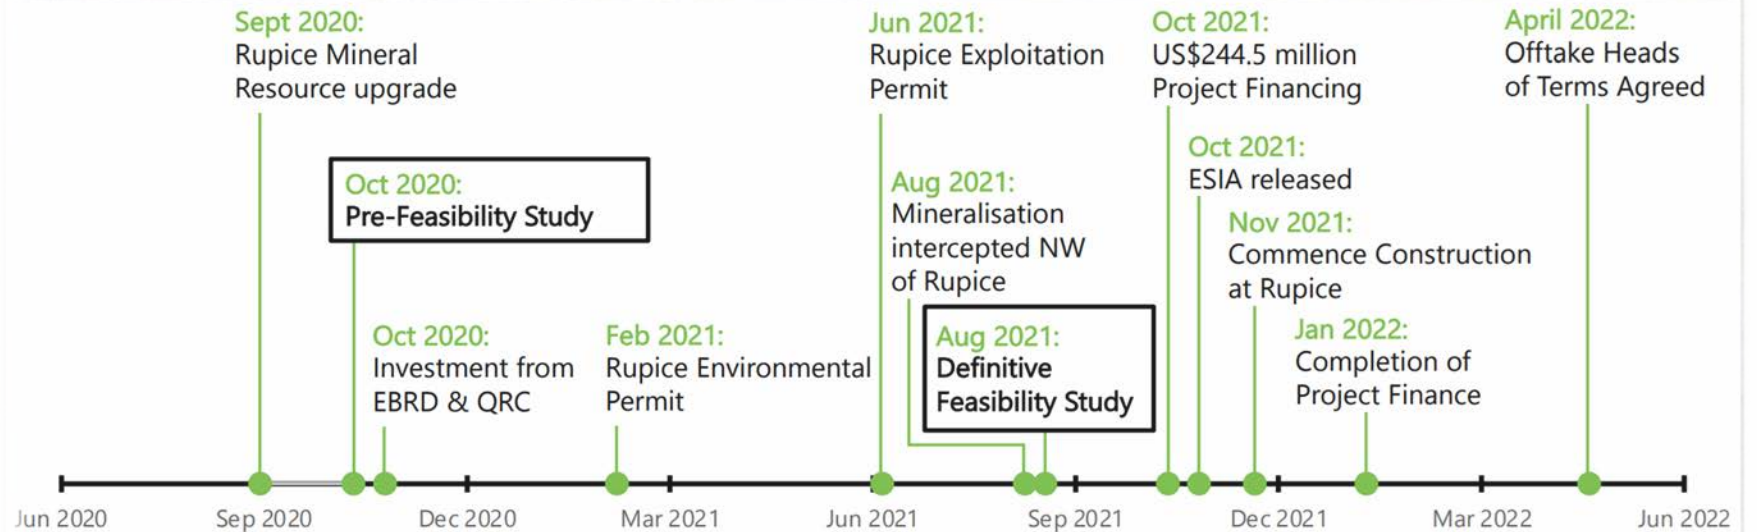 Sept 2020:
Rupice Mineral
Resource upgrade
Oct 2020:
Pre-Feasibility Study
Oct 2020:
Investment from
EBRD & QRC
Feb 2021:
Rupice Environmental
Permit
Jun 2021:
Rupice Exploitation
Permit
Aug 2021:
Mineralisation
intercepted NW
of Rupice
Aug 2021:
Definitive
Feasibility Study
Oct 2021:
US$244.5 million
Project Financing
Oct 2021:
ESIA released
Nov 2021:
Commence Construction
at Rupice
Jan 2022:
Completion of
Project Finance
April 2022:
Offtake Heads
of Terms Agreed
Jun 2020
Sep 2020
Dec 2020
Mar 2021
Jun 2021
Sep 2021
Dec 2021
Mar 2022
Jun 2022